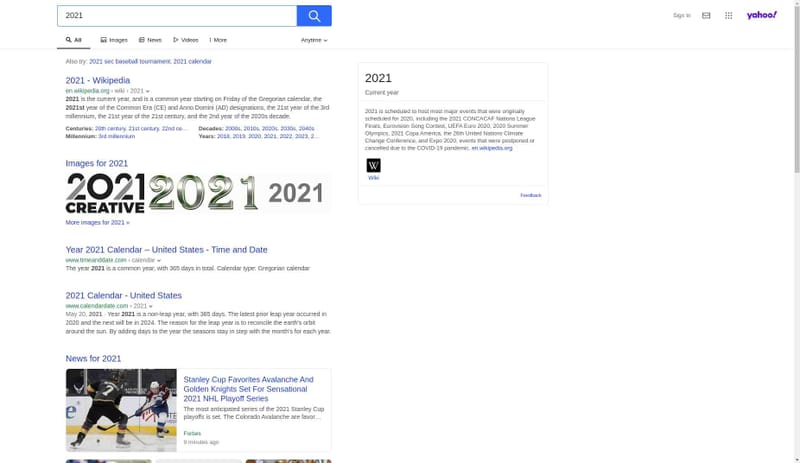 2021
Sign In
yahoo!
All
Images
News
Videos
More
Anytime
Also try: 2021 sec baseball tournament, 2021 calendar
2021 - Wikipedia
en.wikipedia.org › wiki › 2021
2021 is the current year, and is a common year starting on Friday of the Gregorian calendar, the
2021st year of the Common Era (CE) and Anno Domini (AD) designations, the 21st year of the 3rd
millennium, the 21st year of the 21st century, and the 2nd year of the 2020s decade.
Centuries: 20th century, 21st century, 22nd ce...
Decades: 2000s, 2010s, 2020s, 2030s, 2040s
Millennium: 3rd millennium
Years: 2018, 2019, 2020, 2021, 2022, 2023, 2...
Images for 2021
2021
CREATIVE
2021
2021
More Images for 2021 »
Year 2021 Calendar – United States - Time and Date
www.timeanddate.com › calendar
The year 2021 is a common year, with 365 days in total. Calendar type: Gregorian calendar
2021 Calendar - United States
www.calendardate.com › 2021
May 20, 2021 · Year 2021 is a non-leap year, with 365 days. The latest prior leap year occurred in
2020 and the next will be in 2024. The reason for the leap year is to reconcile the earth's orbit
around the sun. By adding days to the year the seasons stay in step with the month's for each year.
News for 2021
Stanley Cup Favorites Avalanche And
Golden Knights Set For Sensational
2021 NHL Playoff Series
The most anticipated series of the 2021 Stanley Cup
playoffs is set. The Colorado Avalanche are favor...
Forbes
9 minutes ago
2021
Current year
2021 is scheduled to host most major events that were originally
scheduled for 2020, including the 2021 CONCACAF Nations League
Finals, Eurovision Song Contest, UEFA Euro 2020, 2020 Summer
Olympics, 2021 Copa America, the 26th United Nations Climate
Change Conference, and Expo 2020, events that were postponed or
cancelled due to the COVID-19 pandemic. en.wikipedia.org
W
Wiki
Feedback